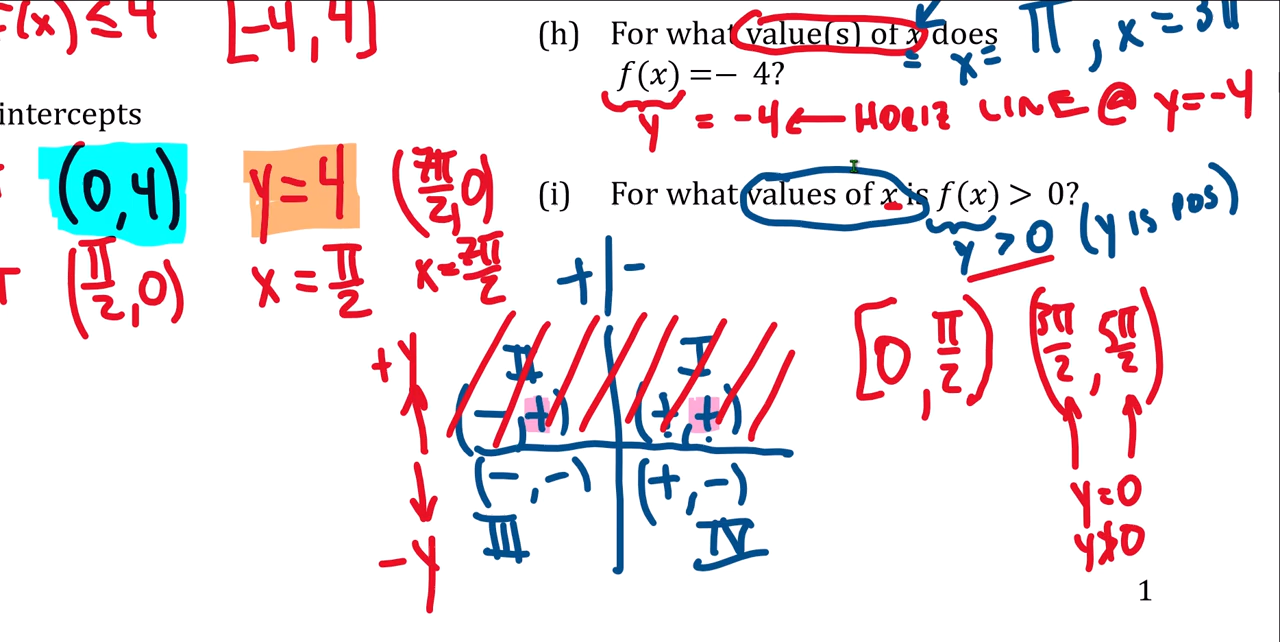 f(x) ≤ 4 [-4, 4]
(h) For what value(s) of x does
x = π, x = 3π
f(x) = − 4?
y = -4 ← HORIZ LINE @ y = -4
intercepts
(0, 4) y = 4 (7π/2, 0)
(π/2, 0) x = π/2 x = 7π/2
(i) For what values of x is f(x) > 0?
y > 0 (y is pos)
+ | -
+y
II I
(-, +) (+, +)
(-, -) (+, -)
III IV
-y
[0, π/2) (3π/2, 5π/2)
y = 0
y ≯ 0
1